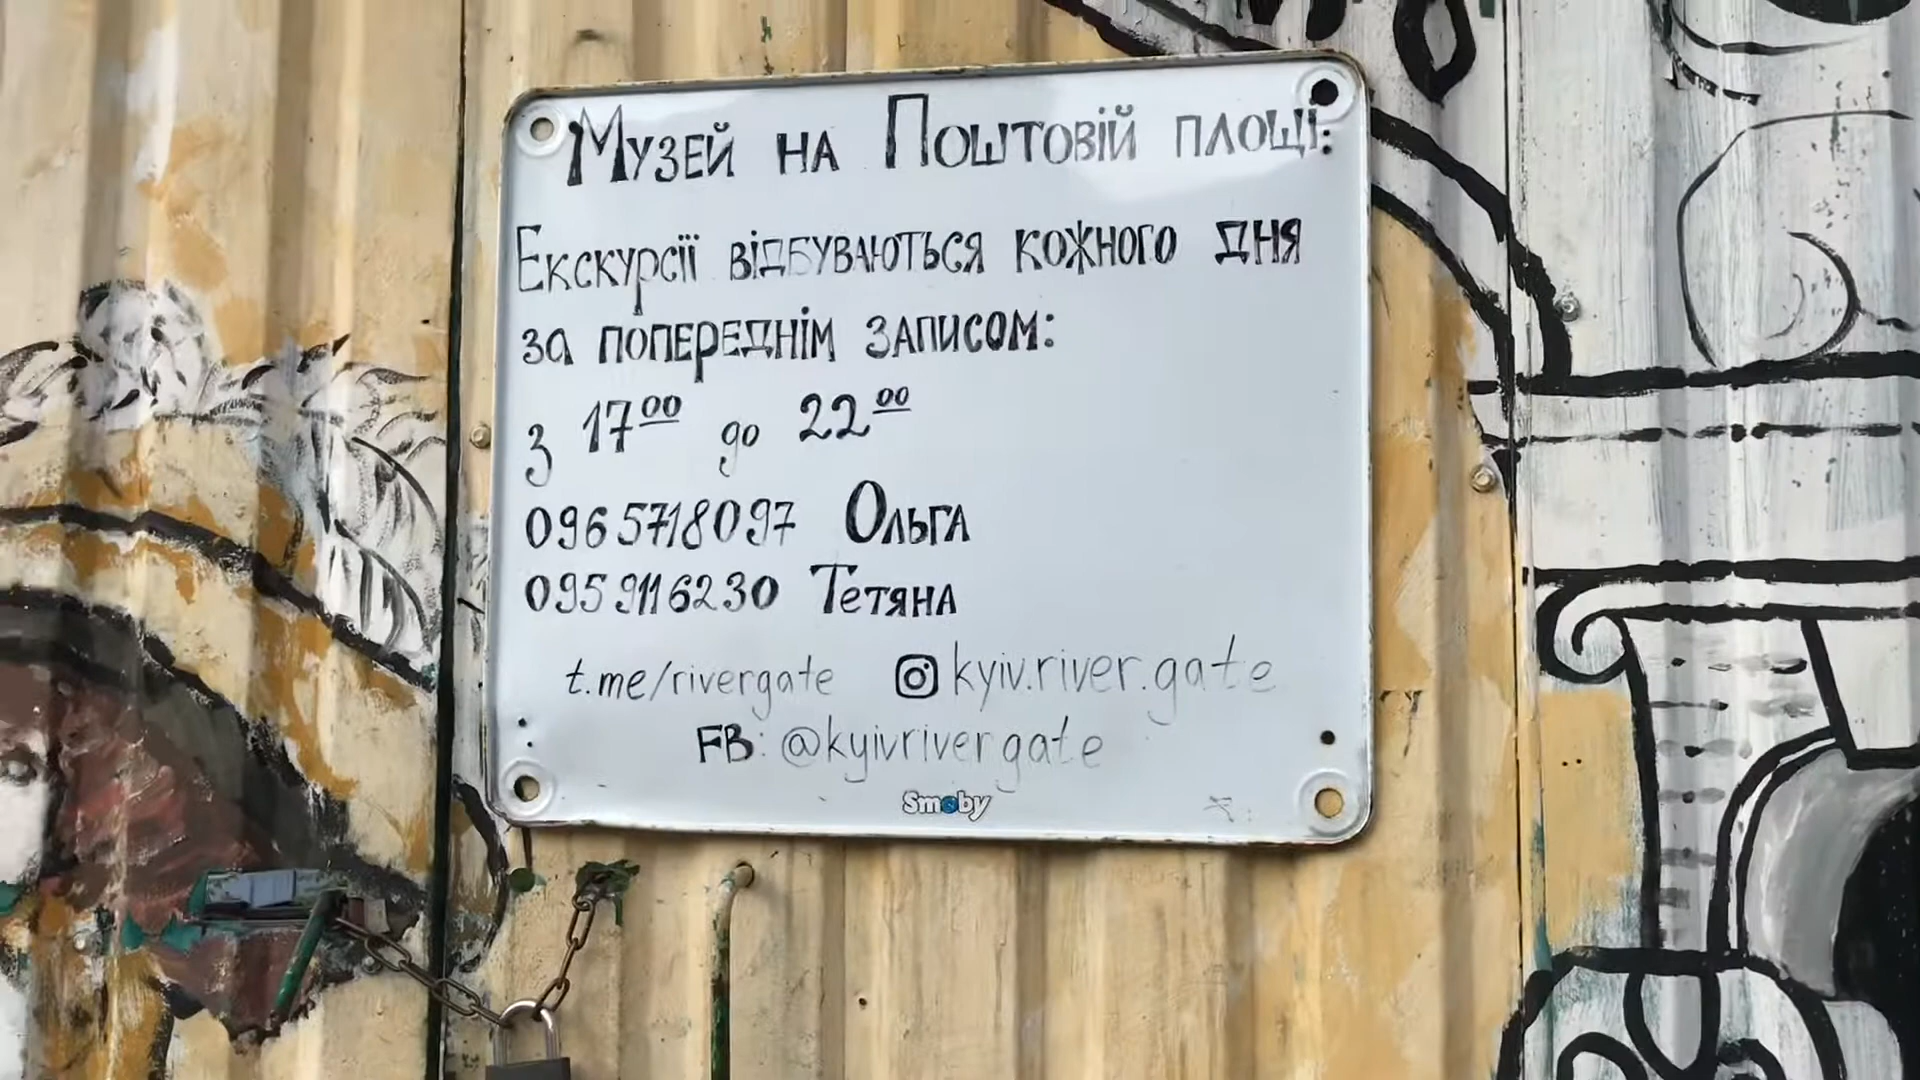 Музей на Поштовій площі:
Екскурсії відбуваються кожного дня
за попереднім записом:
з 17⁰⁰ до 22⁰⁰
0965718097 Ольга
0959116230 Тетяна
t.me/rivergate kyiv.river.gate
FB: @kyivrivergate
Smoby